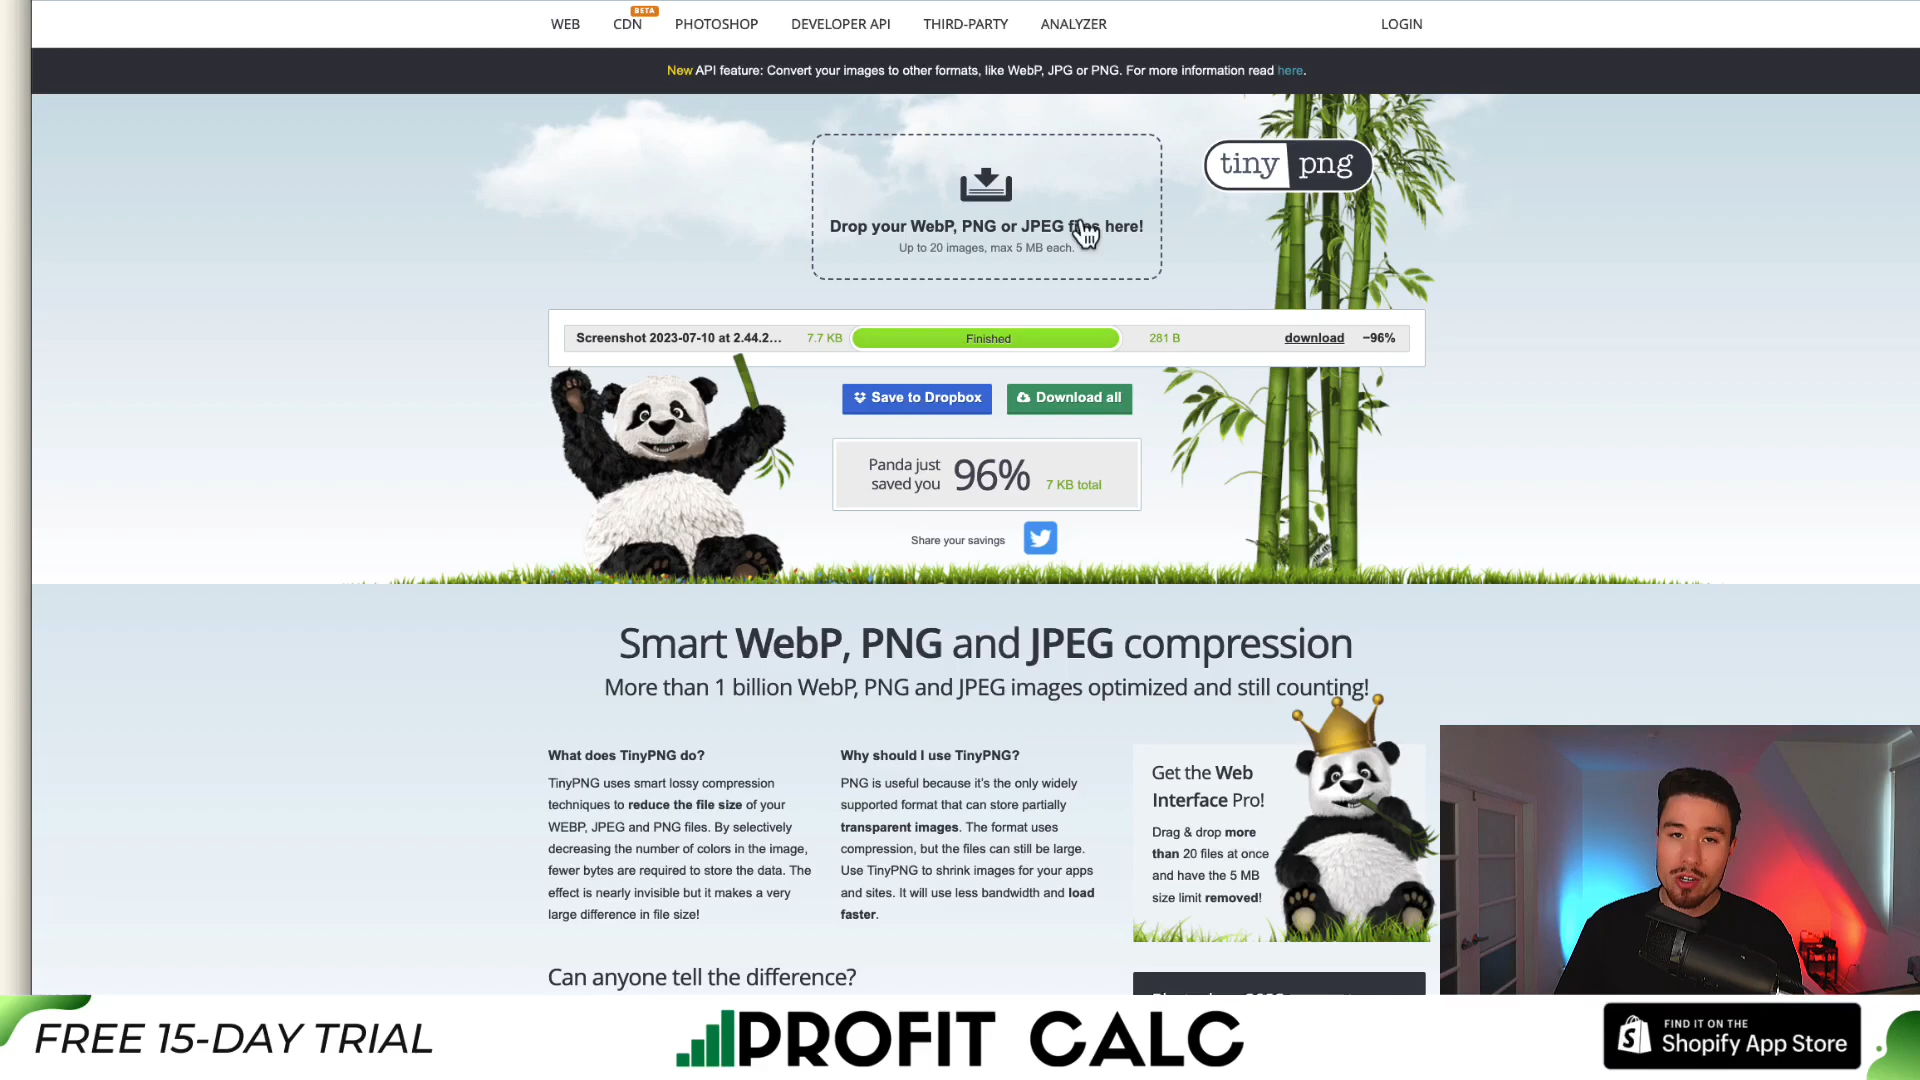 WEB
CDN
BETA
PHOTOSHOP
DEVELOPER API
THIRD-PARTY
ANALYZER
LOGIN
New API feature: Convert your images to other formats, like WebP, JPG or PNG. For more information read here.
tiny png
Drop your WebP, PNG or JPEG files here!
Up to 20 images, max 5 MB each.
Screenshot 2023-07-10 at 2.44.2... 7.7 KB Finished 281 B download −96%
Save to Dropbox
Download all
Panda just
saved you
96%
7 KB total
Share your savings
Smart WebP, PNG and JPEG compression
More than 1 billion WebP, PNG and JPEG images optimized and still counting!
What does TinyPNG do?
TinyPNG uses smart lossy compression
techniques to reduce the file size of your
WEBP, JPEG and PNG files. By selectively
decreasing the number of colors in the image,
fewer bytes are required to store the data. The
effect is nearly invisible but it makes a very
large difference in file size!
Why should I use TinyPNG?
PNG is useful because it's the only widely
supported format that can store partially
transparent images. The format uses
compression, but the files can still be large.
Use TinyPNG to shrink images for your apps
and sites. It will use less bandwidth and load
faster.
Get the Web
Interface Pro!
Drag & drop more
than 20 files at once
and have the 5 MB
size limit removed!
Can anyone tell the difference?
FREE 15-DAY TRIAL
PROFIT CALC
FIND IT ON THE
Shopify App Store